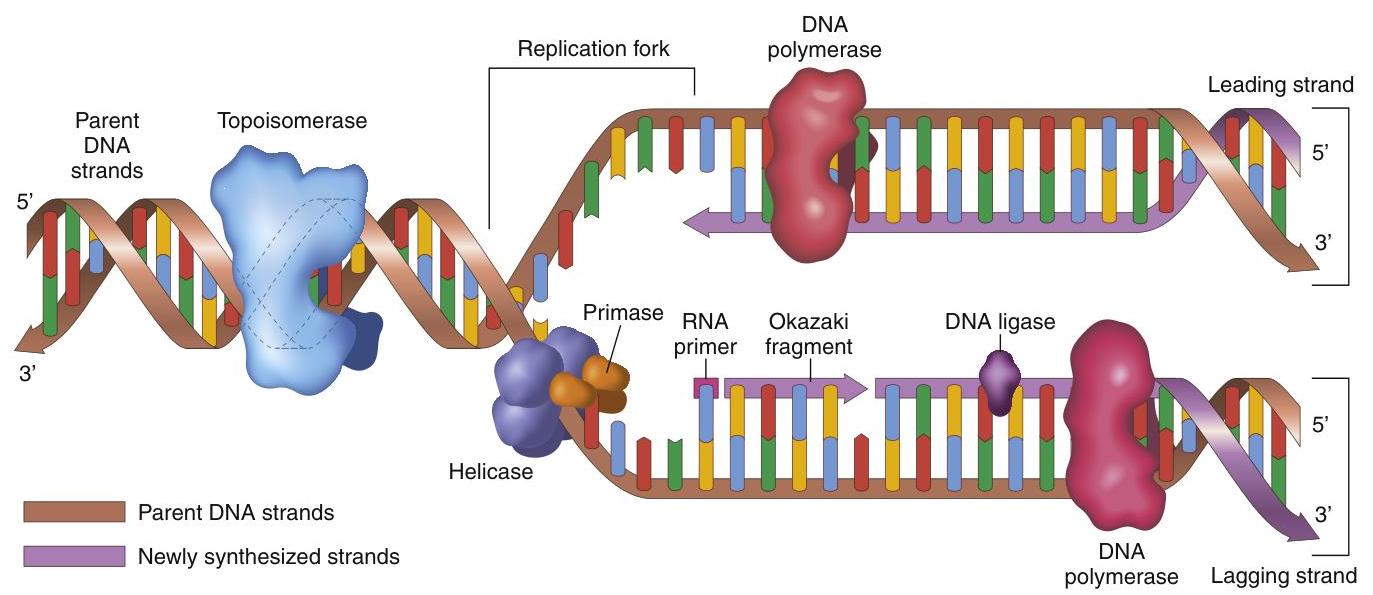 DNA
polymerase
Replication fork
Leading strand
Parent
DNA
strands
Topoisomerase
5’
3’
5’
3’
Primase
RNA
primer
Okazaki
fragment
DNA ligase
Helicase
5’
3’
DNA
polymerase
Lagging strand
Parent DNA strands
Newly synthesized strands